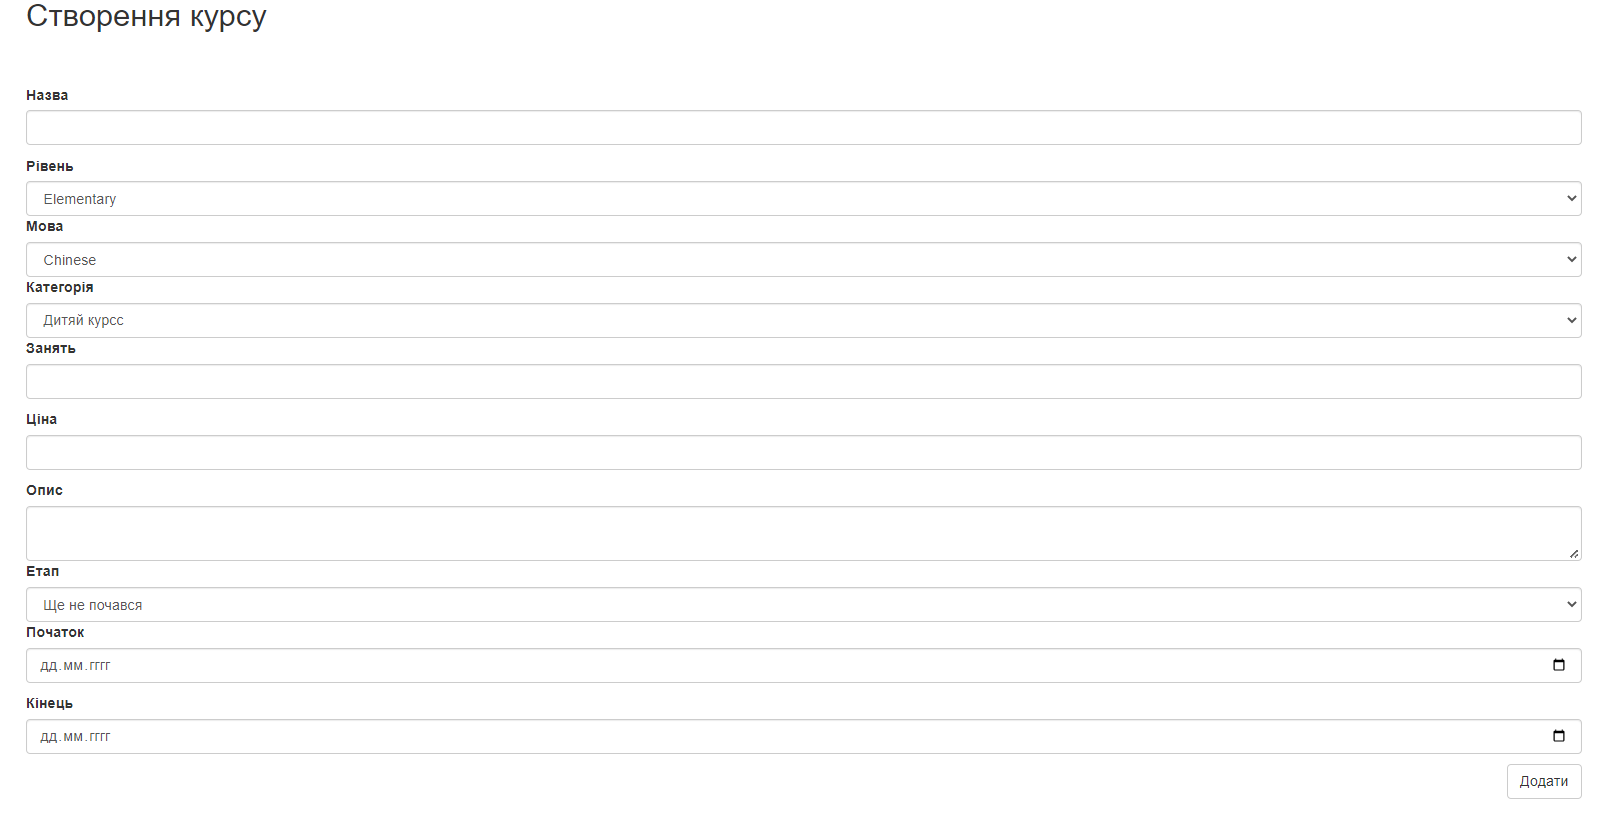 Створення курсу
Назва
Рівень
Elementary
Мова
Chinese
Категорія
Дитяй курсс
Занять
Ціна
Опис
Етап
Ще не почався
Початок
дд.мм.гггг
Кінець
дд.мм.гггг
Додати